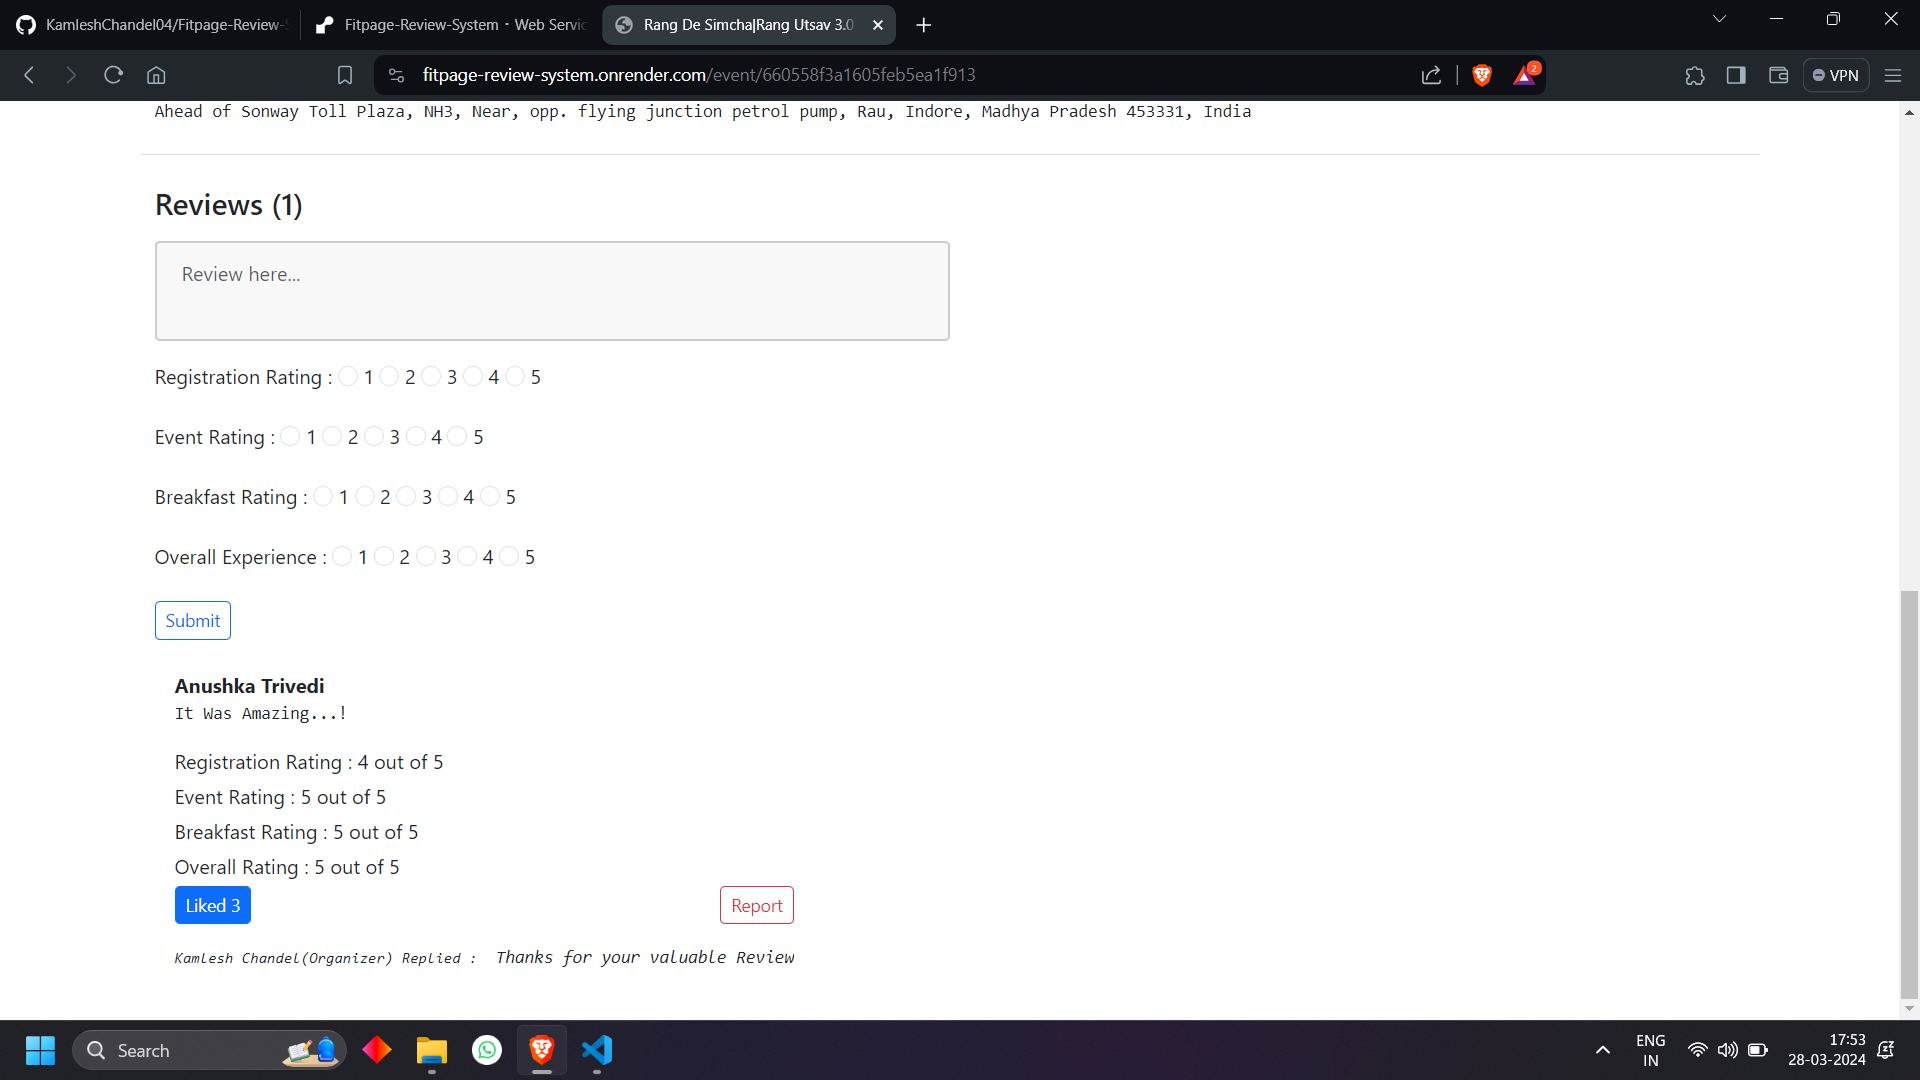 KamleshChandel04/Fitpage-Review-S
Fitpage-Review-System · Web Servic
Rang De Simcha|Rang Utsav 3.0
fitpage-review-system.onrender.com/event/660558f3a1605feb5ea1f913
2
VPN
Ahead of Sonway Toll Plaza, NH3, Near, opp. flying junction petrol pump, Rau, Indore, Madhya Pradesh 453331, India
Reviews (1)
Review here...
Registration Rating : 1 2 3 4 5
Event Rating : 1 2 3 4 5
Breakfast Rating : 1 2 3 4 5
Overall Experience : 1 2 3 4 5
Submit
Anushka Trivedi
It Was Amazing...!
Registration Rating : 4 out of 5
Event Rating : 5 out of 5
Breakfast Rating : 5 out of 5
Overall Rating : 5 out of 5
Liked 3
Report
Kamlesh Chandel(Organizer) Replied : Thanks for your valuable Review
Search
ENG
IN
17:53
28-03-2024